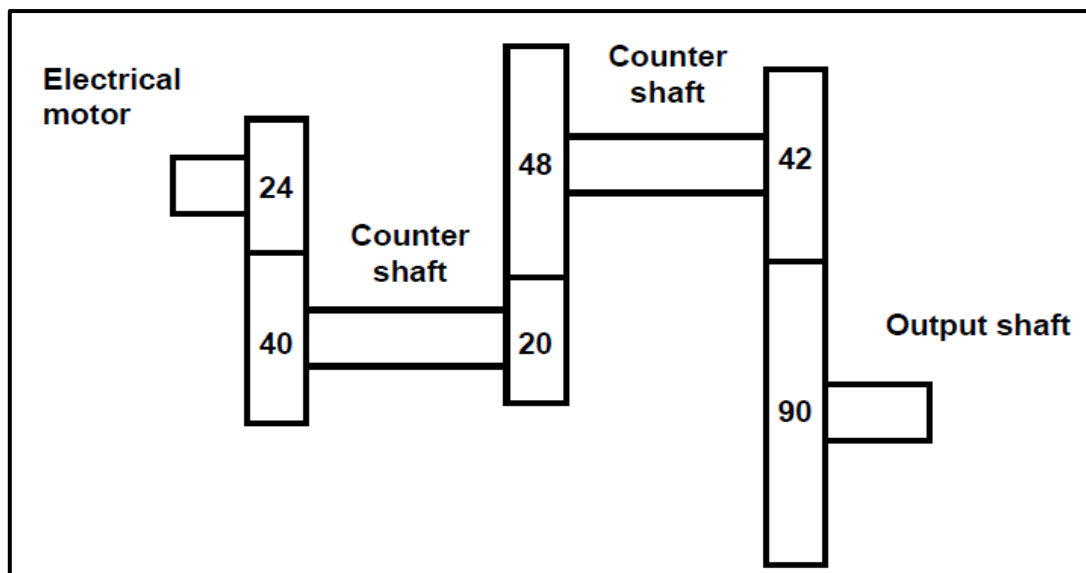 Electrical
motor
24
40
Counter
shaft
48
20
Counter
shaft
42
90
Output shaft